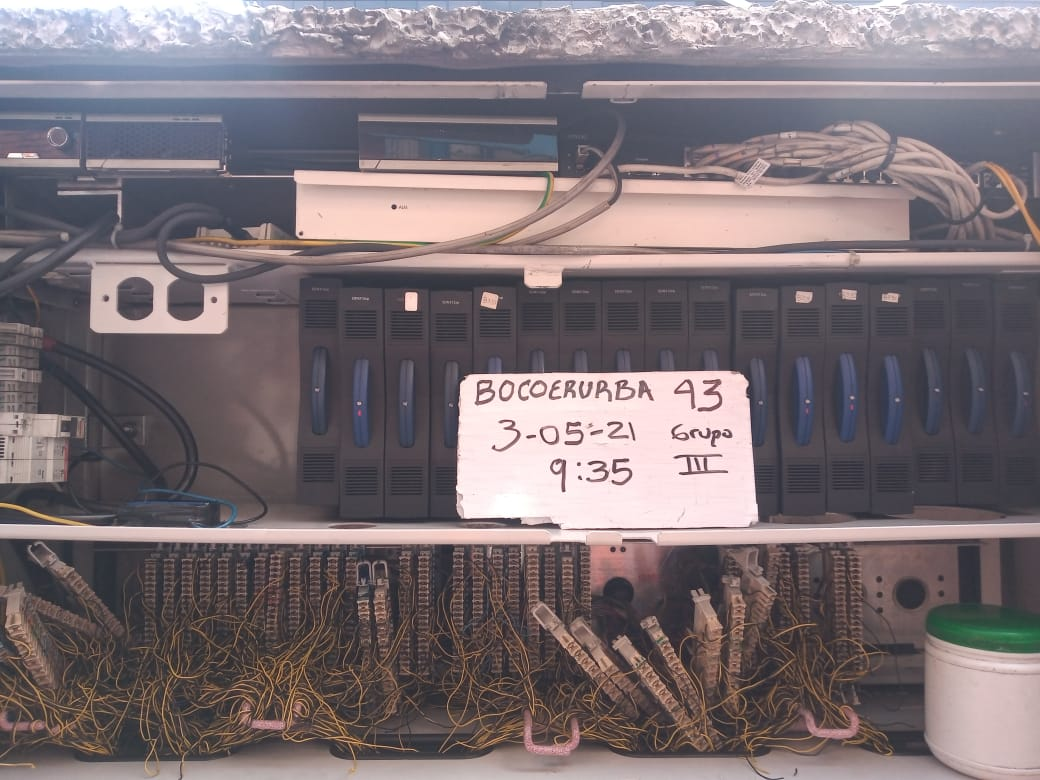 BOCOERURBA 43
3-05-21 Grupo
9:35 III